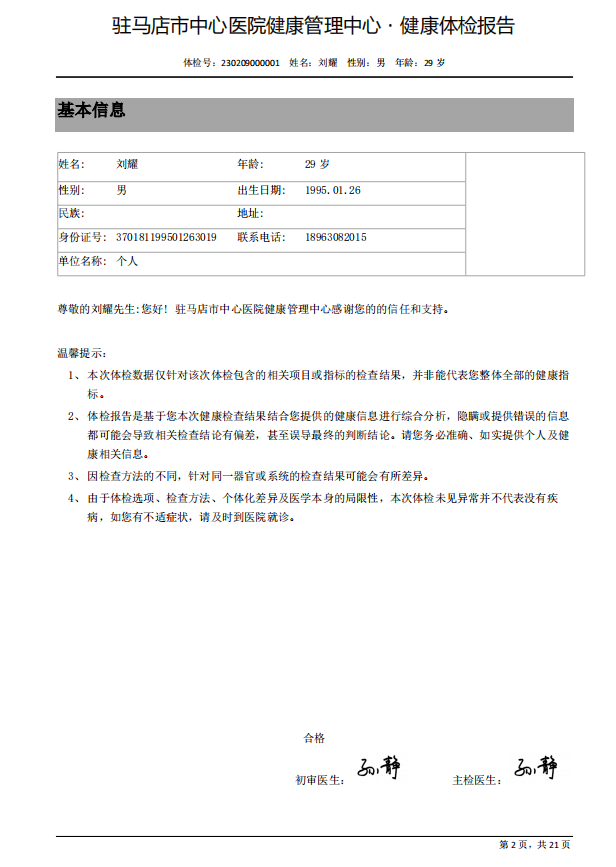 驻马店市中心医院健康管理中心·健康体检报告
体检号: 230209000001 姓名: 刘耀 性别: 男 年龄: 29 岁
基本信息
姓名: 刘耀 年龄: 29 岁
性别: 男 出生日期: 1995.01.26
民族: 地址:
身份证号: 370181199501263019 联系电话: 18963082015
单位名称: 个人
尊敬的刘耀先生:您好! 驻马店市中心医院健康管理中心感谢您的的信任和支持。
温馨提示:
1、 本次体检数据仅针对该次体检包含的相关项目或指标的检查结果，并非能代表您整体全部的健康指
标。
2、 体检报告是基于您本次健康检查结果结合您提供的健康信息进行综合分析，隐瞒或提供错误的信息
都可能会导致相关检查结论有偏差，甚至误导最终的判断结论。请您务必准确、如实提供个人及健
康相关信息。
3、 因检查方法的不同，针对同一器官或系统的检查结果可能会有所差异。
4、 由于体检选项、检查方法、个体化差异及医学本身的局限性，本次体检未见异常并不代表没有疾
病，如您有不适症状，请及时到医院就诊。
合格
初审医生: 孙静 主检医生: 孙静
第 2 页，共 21 页